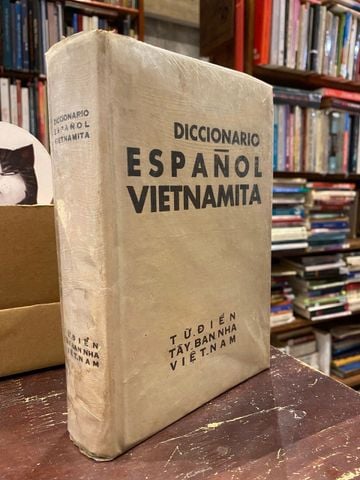 DICCIONARIO
ESPAÑOL
VIETNAMITA
TỪ.ĐIỂN
TÂY.BAN.NHA
VIỆT.NAM
DICCIONARIO
ESPAÑOL
VIETNAMITA
TỪ.ĐIỂN
TÂY.BAN.NHA
VIỆT.NAM